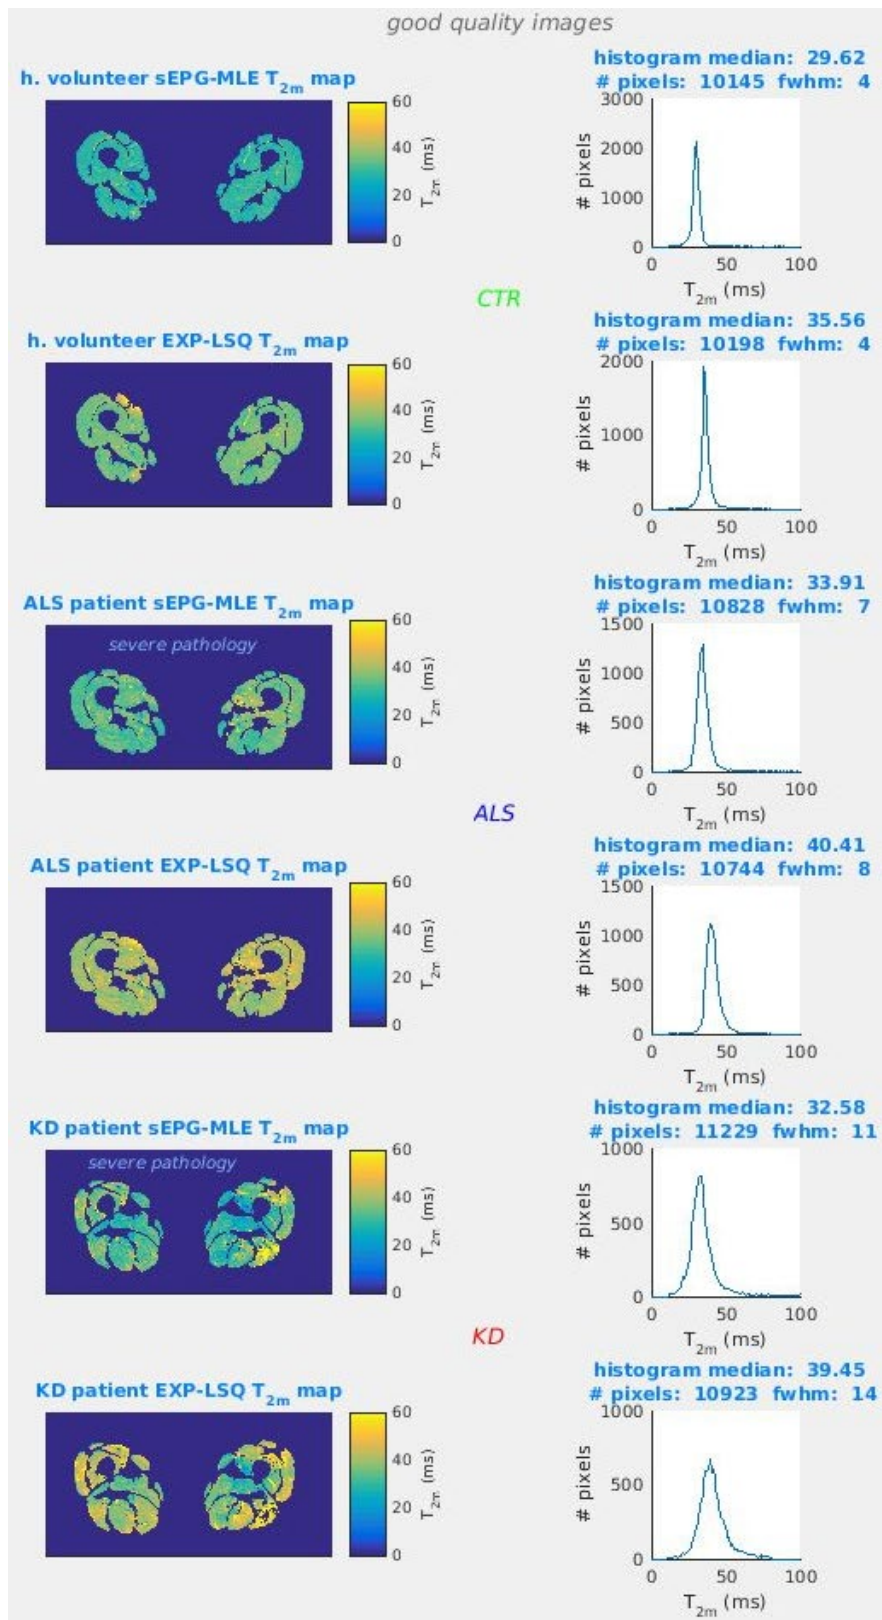 good quality images
histogram median: 29.62
h. volunteer sEPG-MLE T2m map
# pixels: 10145 fwhm: 4
60
40
20
0
T2m (ms)
3000
2000
1000
0
# pixels
0 50 100
T2m (ms)
CTR
histogram median: 35.56
h. volunteer EXP-LSQ T2m map
# pixels: 10198 fwhm: 4
60
40
20
0
T2m (ms)
2000
1000
0
# pixels
0 50 100
T2m (ms)
histogram median: 33.91
ALS patient sEPG-MLE T2m map
# pixels: 10828 fwhm: 7
severe pathology
60
40
20
0
T2m (ms)
1500
1000
500
0
# pixels
0 50 100
T2m (ms)
ALS
histogram median: 40.41
ALS patient EXP-LSQ T2m map
# pixels: 10744 fwhm: 8
60
40
20
0
T2m (ms)
1500
1000
500
0
# pixels
0 50 100
T2m (ms)
histogram median: 32.58
KD patient sEPG-MLE T2m map
# pixels: 11229 fwhm: 11
severe pathology
60
40
20
0
T2m (ms)
1000
500
0
# pixels
0 50 100
T2m (ms)
KD
histogram median: 39.45
KD patient EXP-LSQ T2m map
# pixels: 10923 fwhm: 14
60
40
20
0
T2m (ms)
1000
500
0
# pixels
0 50 100
T2m (ms)